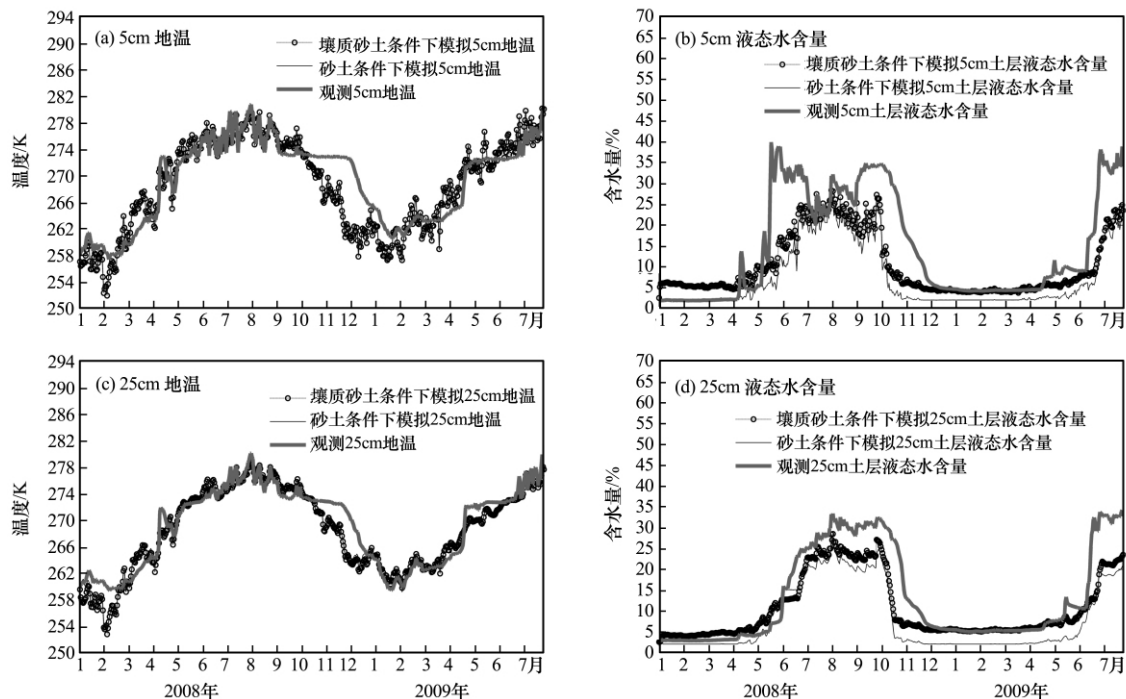 (a) 5cm 地温
壤质砂土条件下模拟5cm地温
砂土条件下模拟5cm地温
观测5cm地温
温度/K
294
290
286
282
278
274
270
266
262
258
254
250
1 2 3 4 5 6 7 8 9 10 11 12 1 2 3 4 5 6 7月
(b) 5cm 液态水含量
壤质砂土条件下模拟5cm土层液态水含量
砂土条件下模拟5cm土层液态水含量
观测5cm土层液态水含量
含水量/%
70
65
60
55
50
45
40
35
30
25
20
15
10
5
0
1 2 3 4 5 6 7 8 9 10 11 12 1 2 3 4 5 6 7月
(c) 25cm 地温
壤质砂土条件下模拟25cm地温
砂土条件下模拟25cm地温
观测25cm地温
温度/K
294
290
286
282
278
274
270
266
262
258
254
250
1 2 3 4 5 6 7 8 9 10 11 12 1 2 3 4 5 6 7月
2008年 2009年
(d) 25cm 液态水含量
壤质砂土条件下模拟25cm土层液态水含量
砂土条件下模拟25cm土层液态水含量
观测25cm土层液态水含量
含水量/%
70
65
60
55
50
45
40
35
30
25
20
15
10
5
0
1 2 3 4 5 6 7 8 9 10 11 12 1 2 3 4 5 6 7月
2008年 2009年